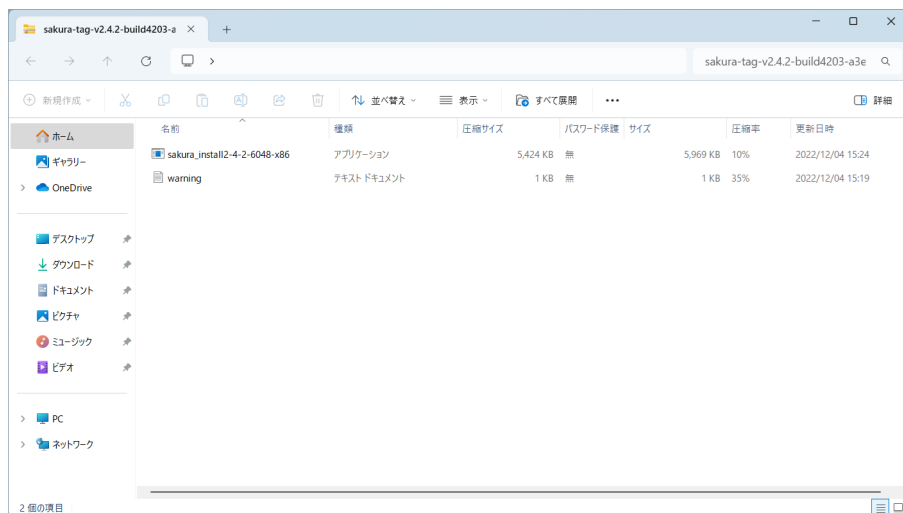 sakura-tag-v2.4.2-build4203-a
sakura-tag-v2.4.2-build4203-a3e
新規作成
並べ替え
表示
すべて展開
詳細
名前 種類 圧縮サイズ パスワード保護 サイズ 圧縮率 更新日時
sakura_install2-4-2-6048-x86 アプリケーション 5,424 KB 無 5,969 KB 10% 2022/12/04 15:24
warning テキスト ドキュメント 1 KB 無 1 KB 35% 2022/12/04 15:19
ホーム
ギャラリー
OneDrive
デスクトップ
ダウンロード
ドキュメント
ピクチャ
ミュージック
ビデオ
PC
ネットワーク
2 個の項目